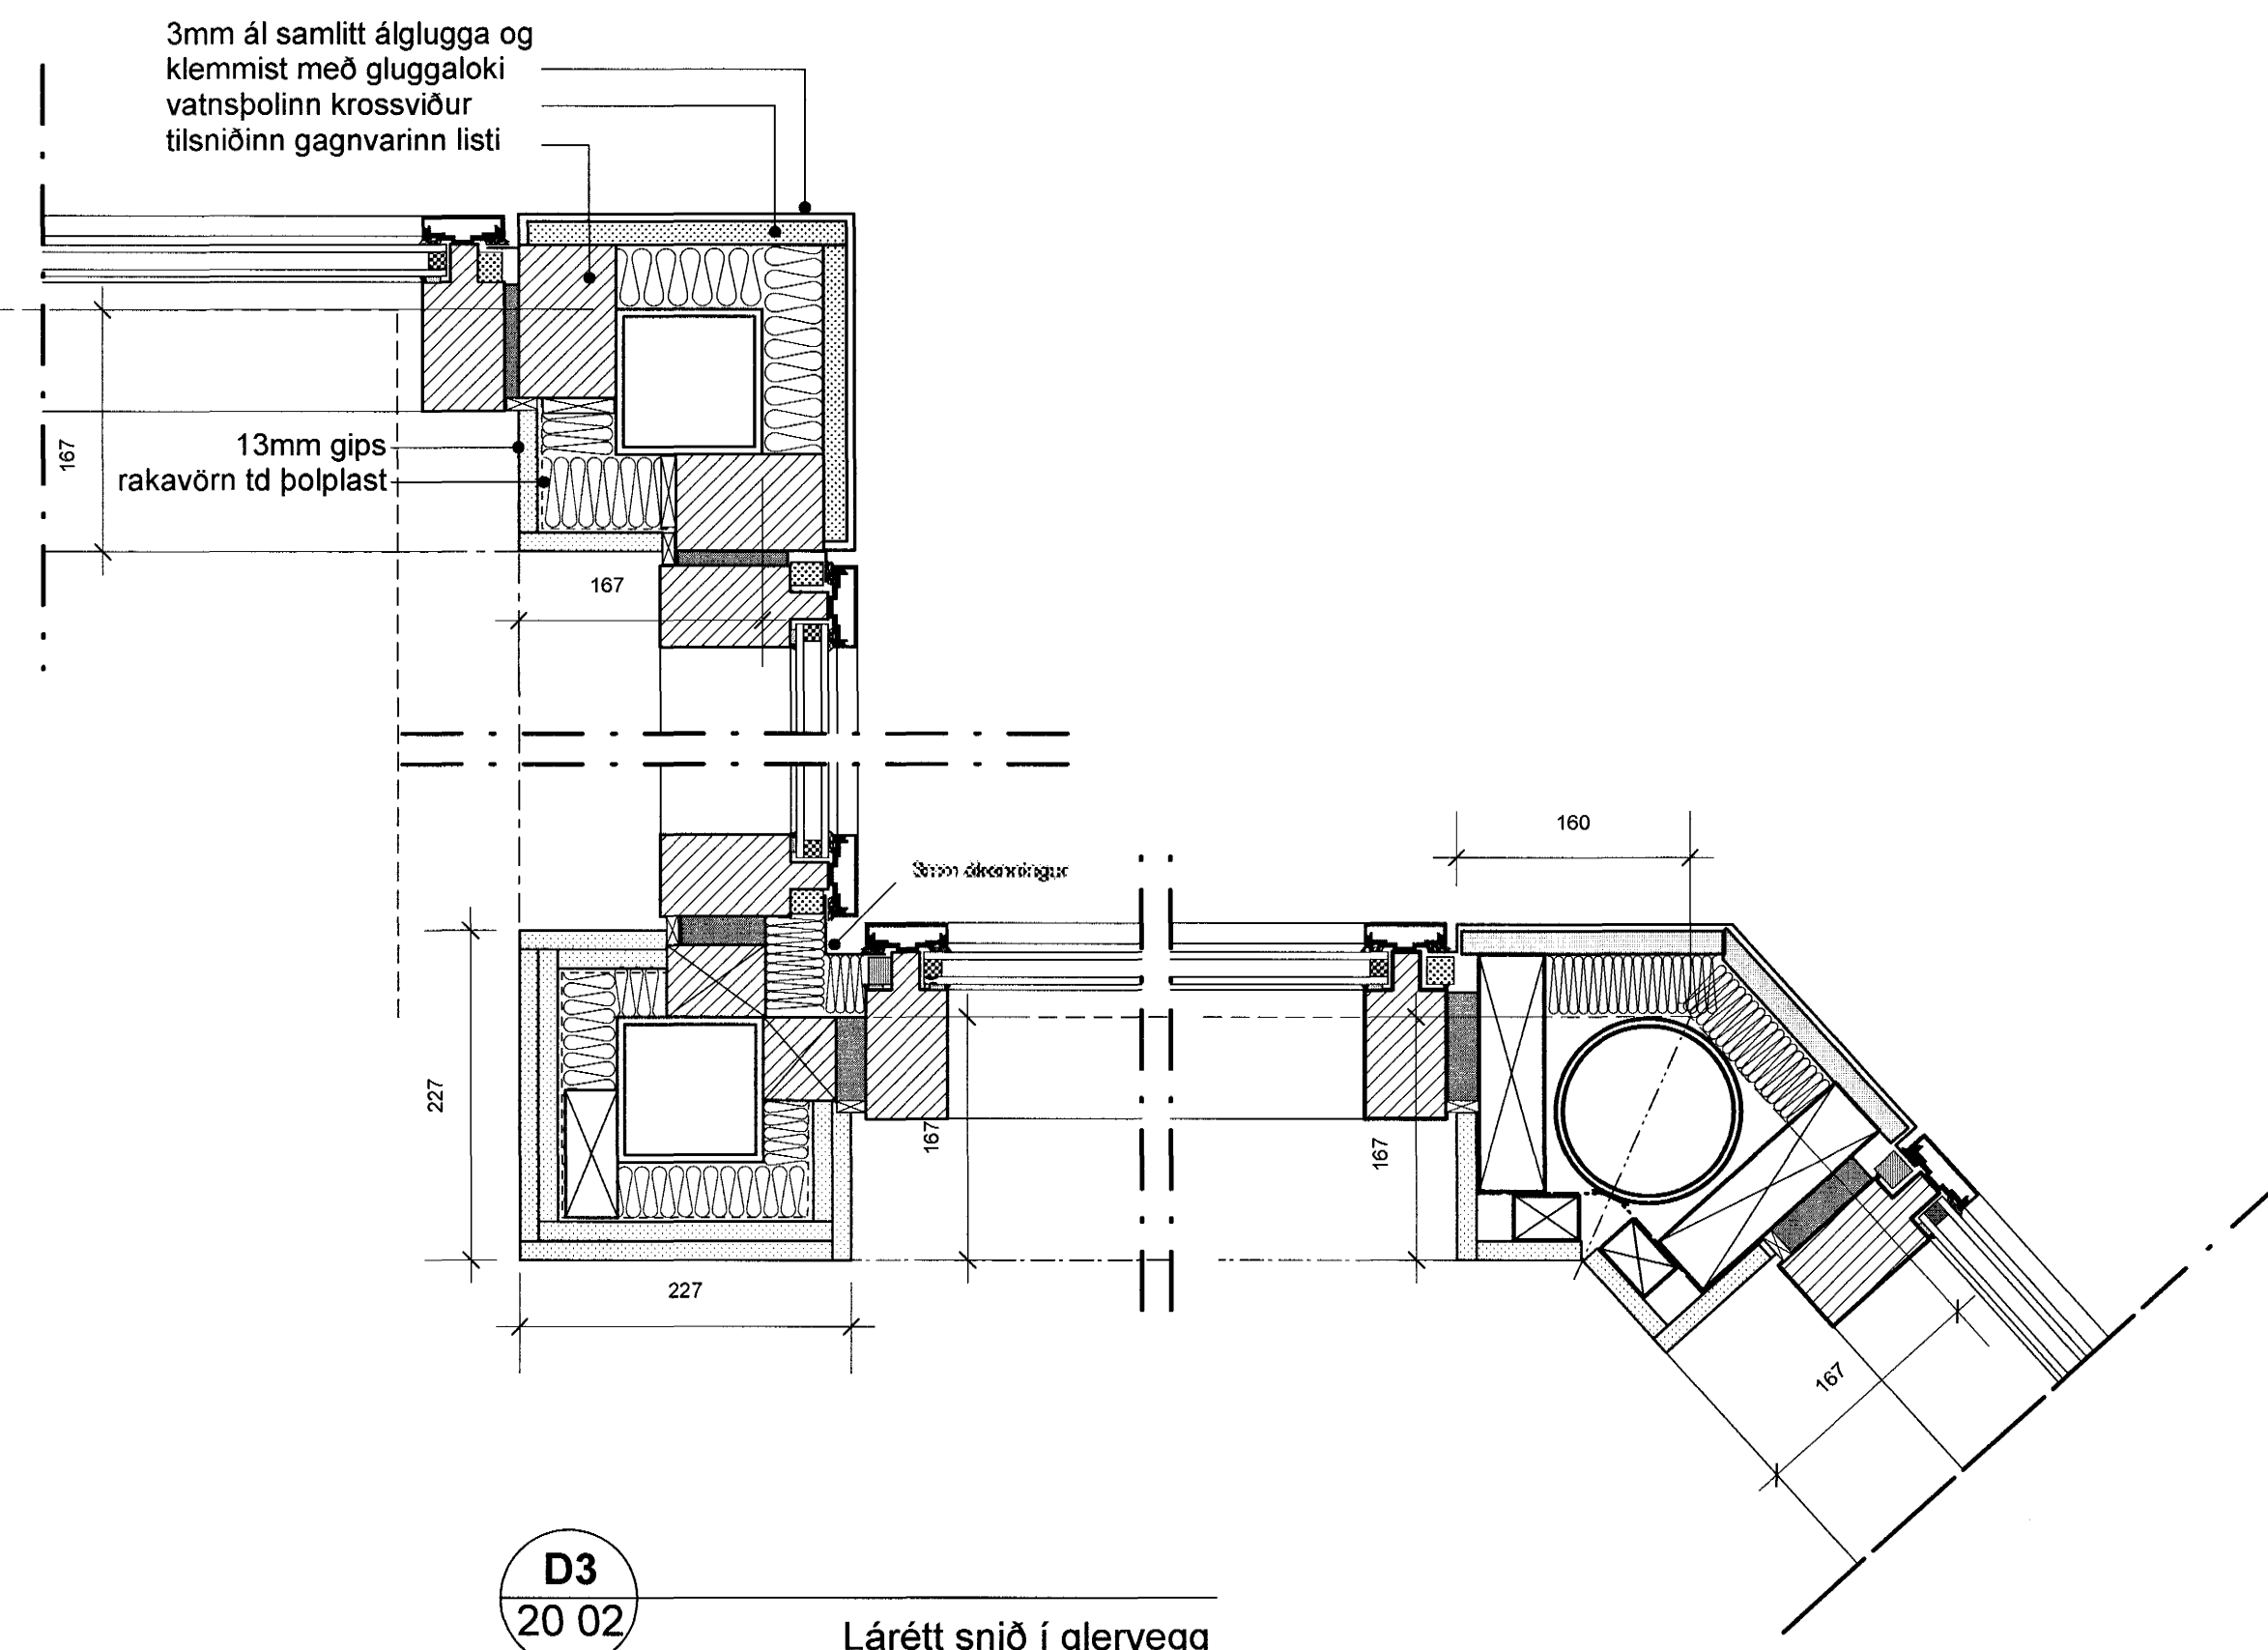 3mm ál samlitt álglugga og
klemmist með gluggaloki
vatnsþolinn krossviður
tilsniðinn gagnvarinn listi
167
13mm gips
rakavörn td þolplast
167
160
3mm
227
167
167
227
167
D3
20 02
Lárétt snið í glervegg